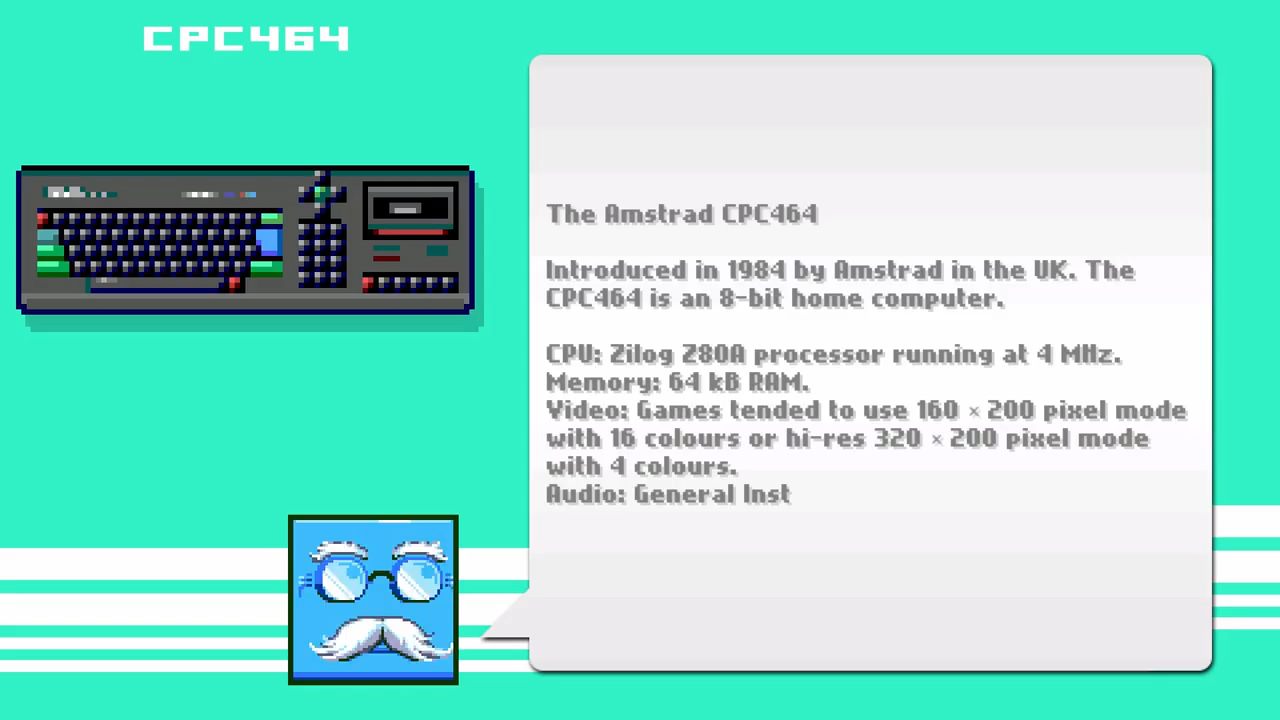 CPC464
The Amstrad CPC464
Introduced in 1984 by Amstrad in the UK. The
CPC464 is an 8-bit home computer.
CPU: Zilog Z80A processor running at 4 MHz.
Memory: 64 kB RAM.
Video: Games tended to use 160 × 200 pixel mode
with 16 colours or hi-res 320 × 200 pixel mode
with 4 colours.
Audio: General Inst